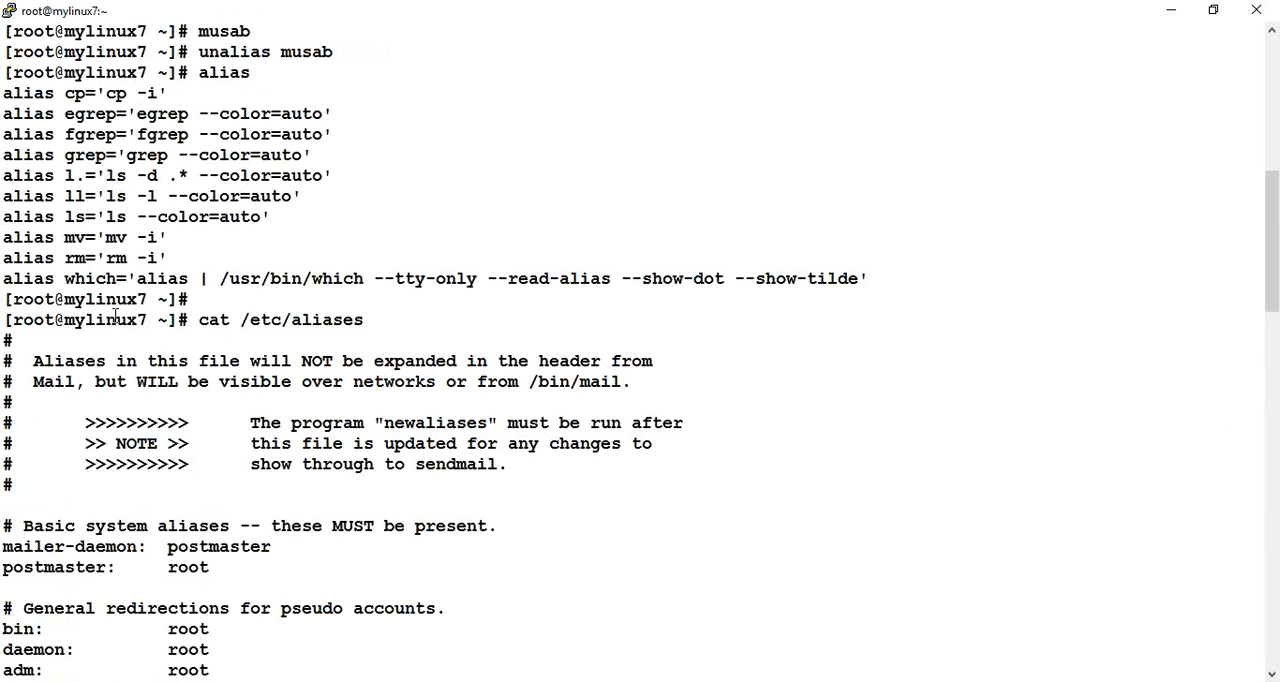 root@mylinux7:~
[root@mylinux7 ~]# musab
[root@mylinux7 ~]# unalias musab
[root@mylinux7 ~]# alias
alias cp='cp -i'
alias egrep='egrep --color=auto'
alias fgrep='fgrep --color=auto'
alias grep='grep --color=auto'
alias l.='ls -d .* --color=auto'
alias ll='ls -l --color=auto'
alias ls='ls --color=auto'
alias mv='mv -i'
alias rm='rm -i'
alias which='alias | /usr/bin/which --tty-only --read-alias --show-dot --show-tilde'
[root@mylinux7 ~]#
[root@mylinux7 ~]# cat /etc/aliases
#
#  Aliases in this file will NOT be expanded in the header from
#  Mail, but WILL be visible over networks or from /bin/mail.
#
#       >>>>>>>>>>      The program "newaliases" must be run after
#       >> NOTE >>      this file is updated for any changes to
#       >>>>>>>>>>      show through to sendmail.
#
# Basic system aliases -- these MUST be present.
mailer-daemon:  postmaster
postmaster:     root
# General redirections for pseudo accounts.
bin:            root
daemon:         root
adm:            root